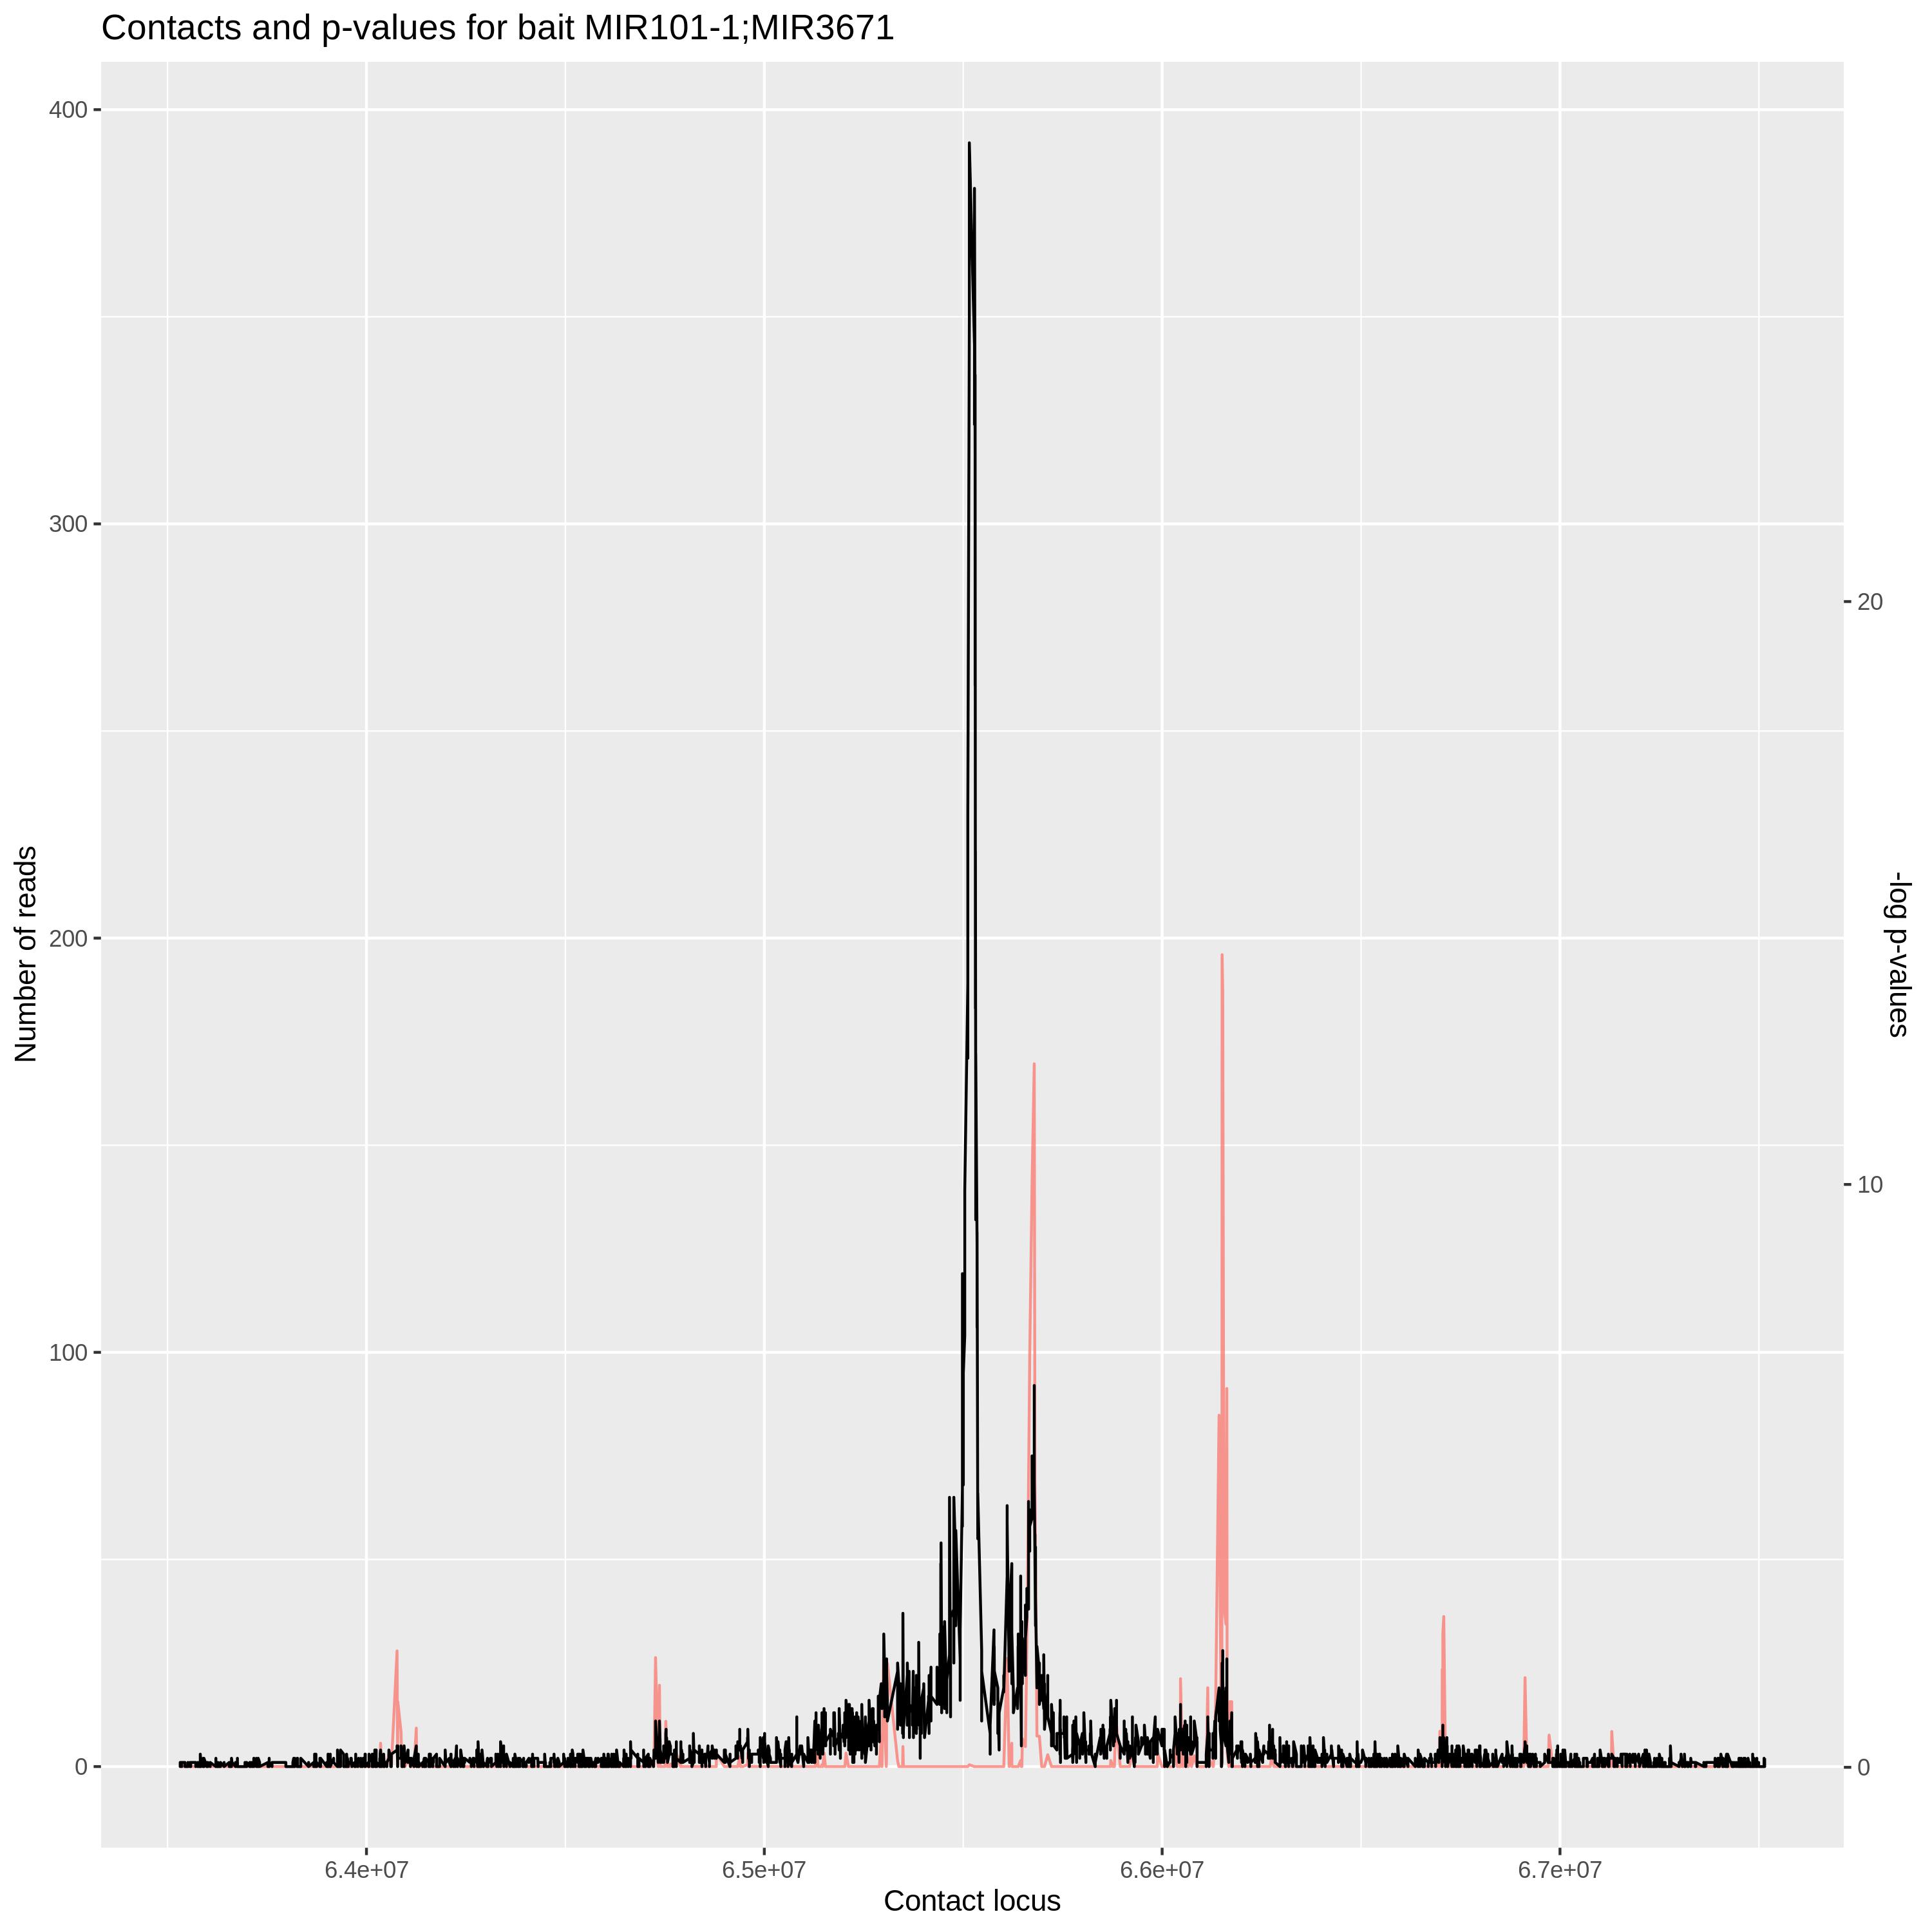 Contacts and p-values for bait MIR101-1;MIR3671
400
300
200
100
0
Number of reads
20
10
0
-log p-values
6.4e+07
6.5e+07
6.6e+07
6.7e+07
Contact locus